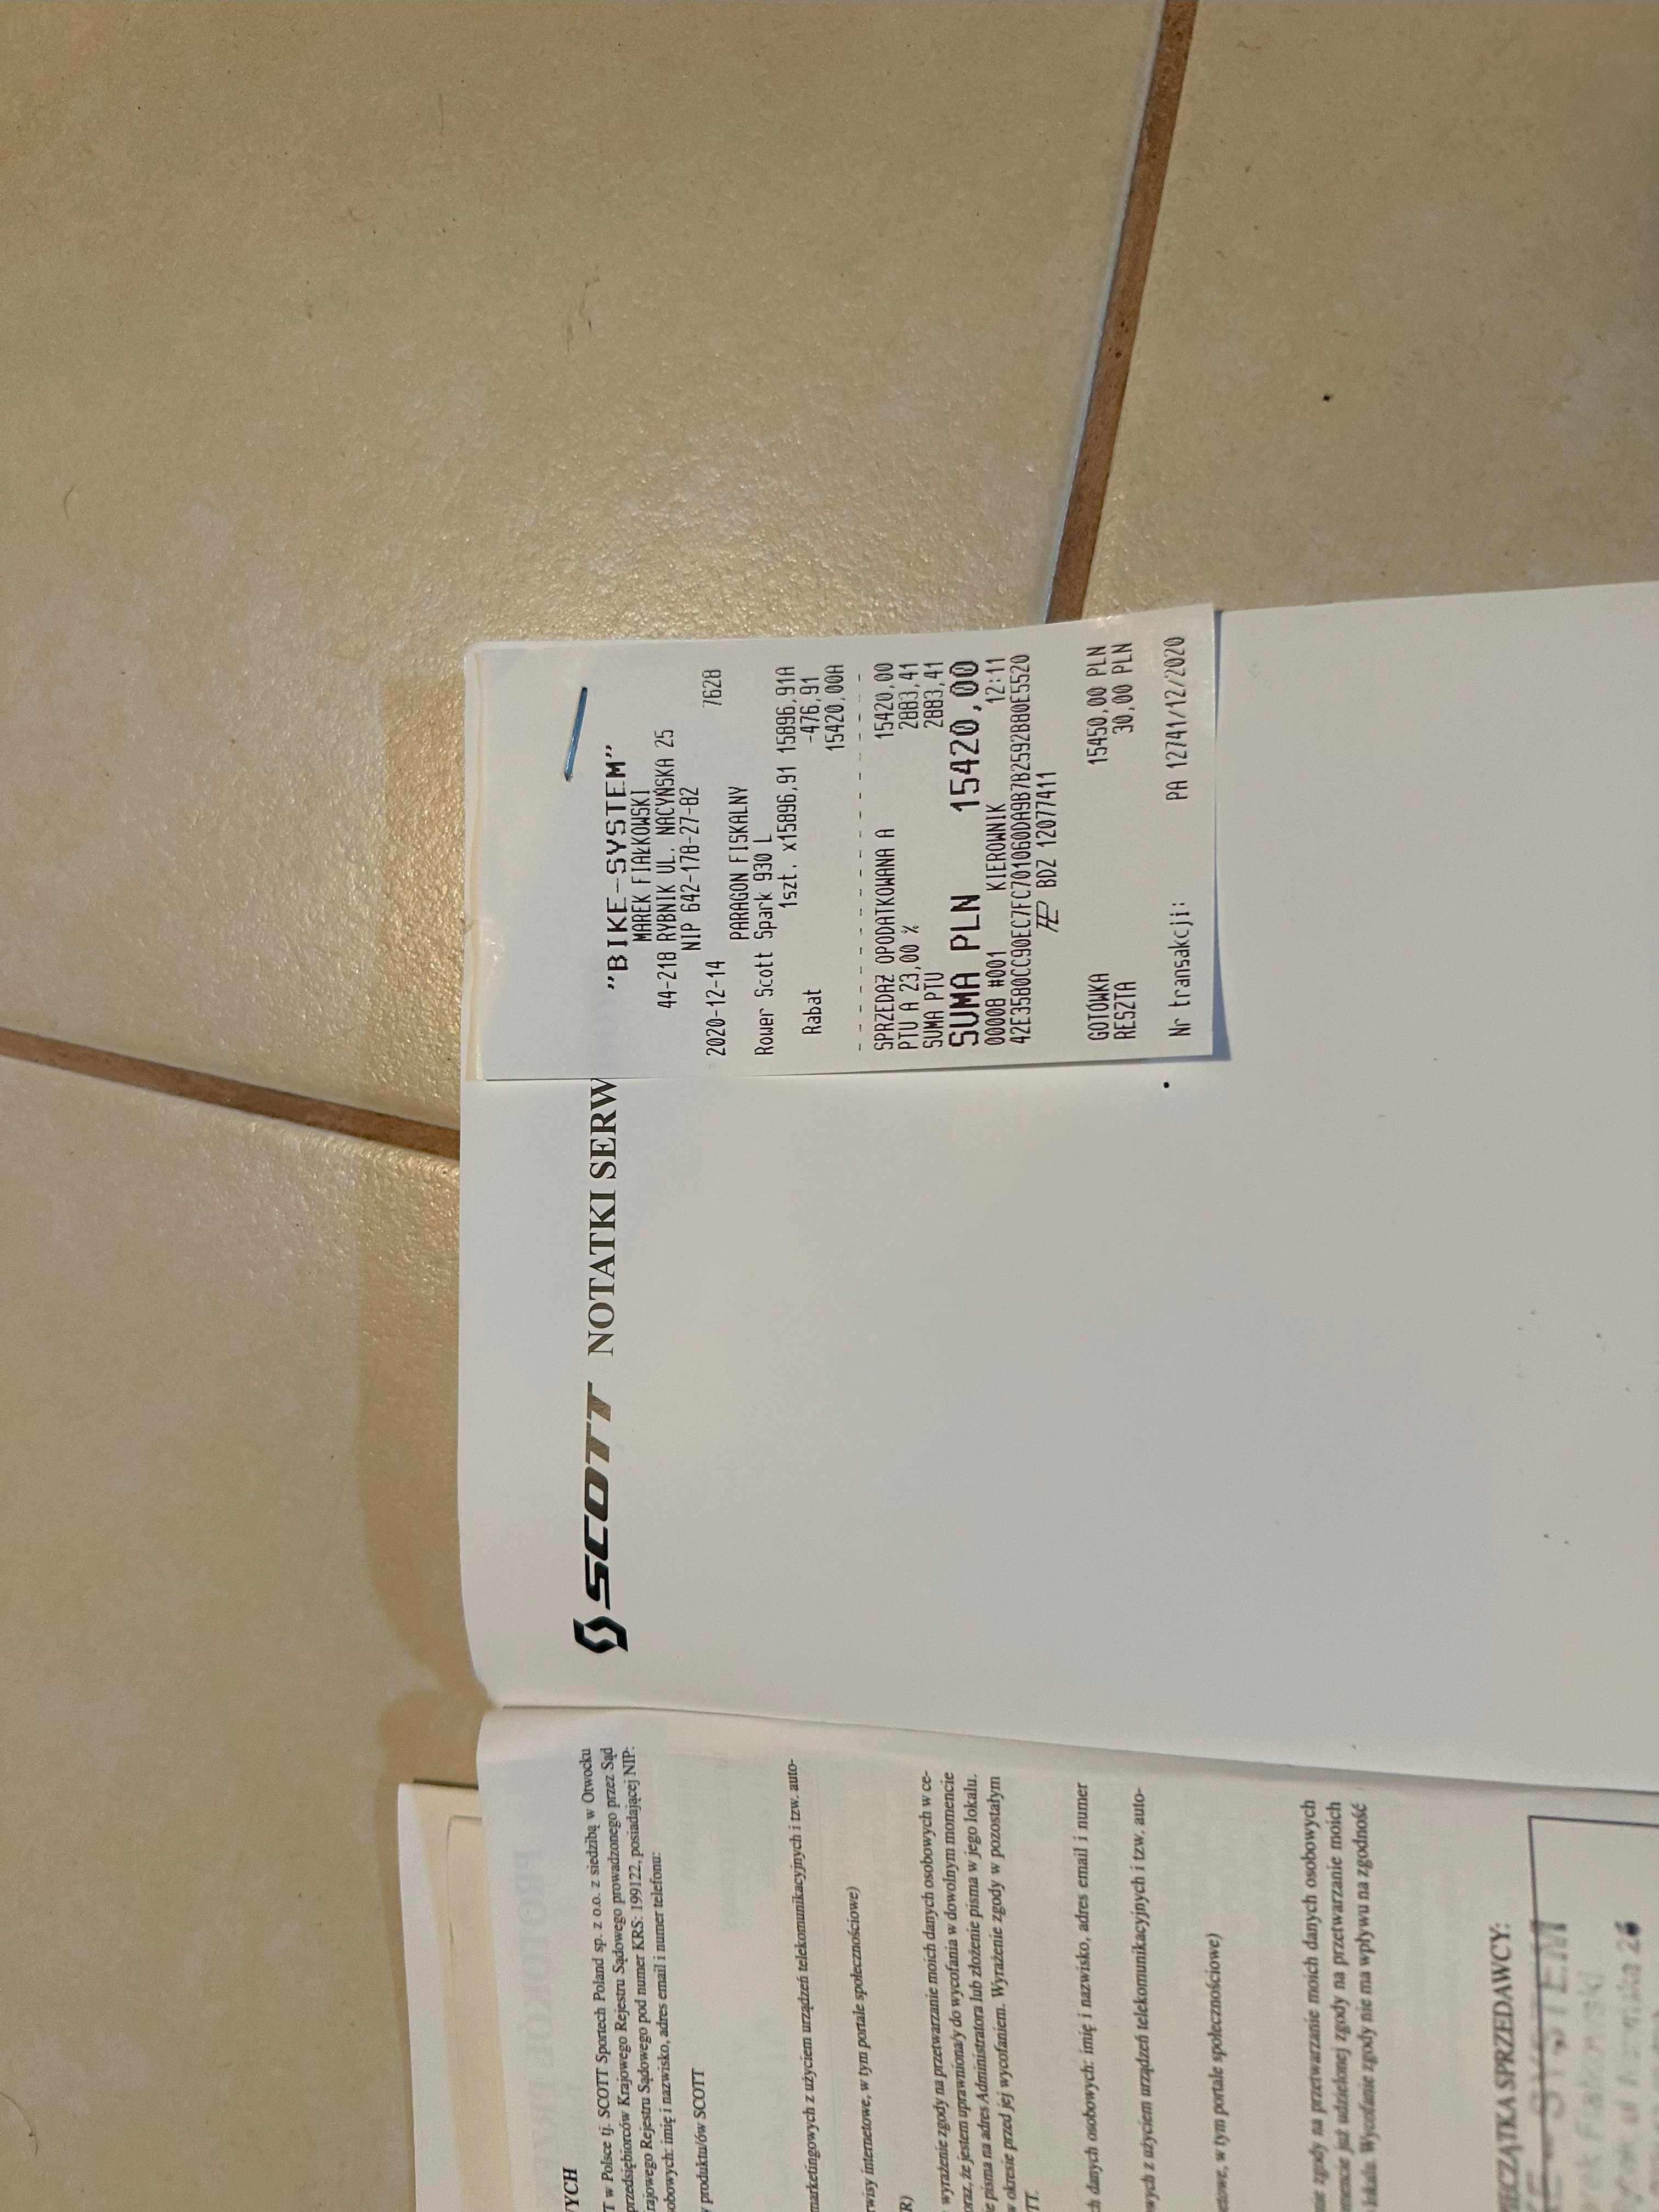 "BIKE-SYSTEM"
MAREK FIAŁKOWSKI
44-218 RYBNIK UL. NACYŃSKA 25
NIP 642-178-27-82
2020-12-14 7628
PARAGON FISKALNY
Rower Scott Spark 930 L
1szt. x15896,91 15896,91A
Rabat -476,91
15420,00A
SPRZEDAŻ OPODATKOWANA A 15420,00
PTU A 23,00 % 2883,41
SUMA PTU 2883,41
SUMA PLN 15420,00
00008 #001 KIEROWNIK 12:11
42E35B0CC90EC7FC701060DA9B7B2592BB0E5520
BDZ 12077411
GOTÓWKA 15450,00 PLN
RESZTA 30,00 PLN
Nr transakcji: PA 12741/12/2020
SCOTT NOTATKI SERW
YCH
T w Polsce tj. SCOTT Sportech Poland sp. z o.o. z siedzibą w Otwocku
przedsiębiorców Krajowego Rejestru Sądowego prowadzonego przez Sąd
rajowego Rejestru Sądowego pod numer KRS: 199122, posiadającej NIP:
obowych: imię i nazwisko, adres email i numer telefonu:
produktu/ów SCOTT
marketingowych z użyciem urządzeń telekomunikacyjnych i tzw. auto-
rwisy internetowe, w tym portale społecznościowe)
R)
wyrażenie zgody na przetwarzanie moich danych osobowych w ce-
oraz, że jestem uprawniona/y do wycofania w dowolnym momencie
ie pisma na adres Administratora lub złożenie pisma w jego lokalu.
w okresie przed jej wycofaniem. Wyrażenie zgody w pozostałym
TT.
ch danych osobowych: imię i nazwisko, adres email i numer
wych z użyciem urządzeń telekomunikacyjnych i tzw. auto-
etowe, w tym portale społecznościowe)
nie zgody na przetwarzanie moich danych osobowych
mencie już udzielonej zgody na przetwarzanie moich
lokalu. Wycofanie zgody nie ma wpływu na zgodność
IECZĄTKA SPRZEDAWCY:
SYSTEM
rek Fiałkowski